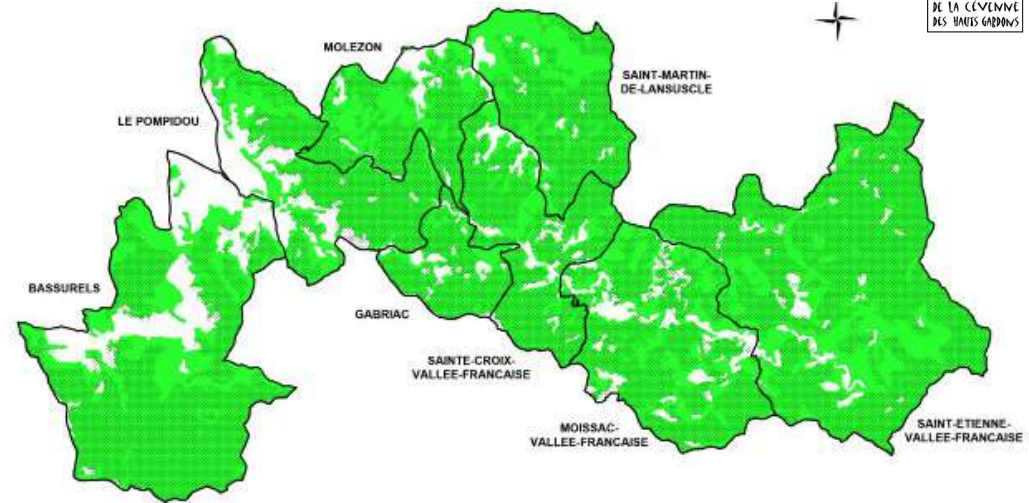 DE LA CÉVENNE
DES HAUTS GARDONS
MOLEZON
SAINT-MARTIN-
DE-LANSUSCLE
LE POMPIDOU
BASSURELS
GABRIAC
SAINTE-CROIX-
VALLEE-FRANCAISE
MOISSAC-
VALLEE-FRANCAISE
SAINT-ETIENNE-
VALLEE-FRANCAISE